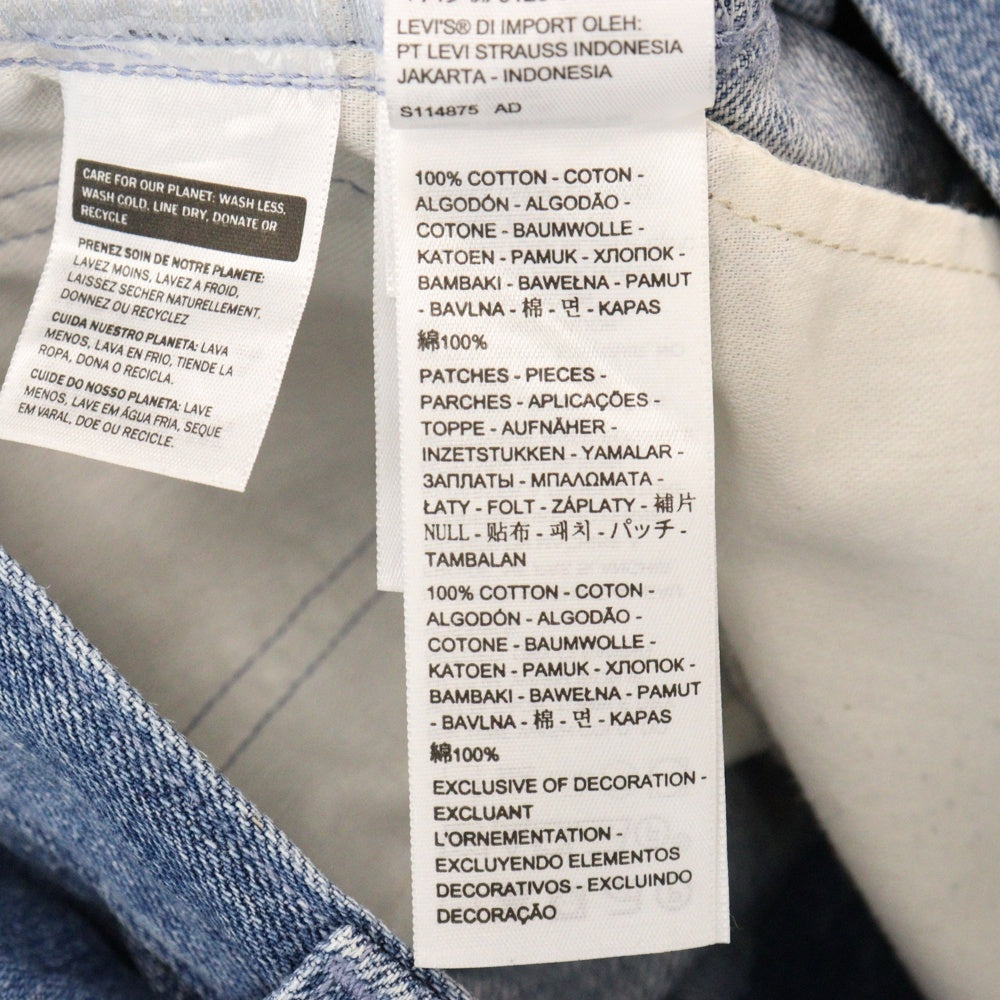 CARE FOR OUR PLANET: WASH LESS,
WASH COLD, LINE DRY, DONATE OR
RECYCLE
PRENEZ SOIN DE NOTRE PLANETE:
LAVEZ MOINS, LAVEZ A FROID,
LAISSEZ SECHER NATURELLEMENT,
DONNEZ OU RECYCLEZ
CUIDA NUESTRO PLANETA: LAVA
MENOS, LAVA EN FRIO, TIENDE LA
ROPA, DONA O RECICLA.
CUIDE DO NOSSO PLANETA: LAVE
MENOS, LAVE EM ÁGUA FRIA, SEQUE
EM VARAL, DOE OU RECICLE.
LEVI'S® DI IMPORT OLEH:
PT LEVI STRAUSS INDONESIA
JAKARTA - INDONESIA
S114875 AD
100% COTTON - COTON -
ALGODÓN - ALGODÃO -
COTONE - BAUMWOLLE -
KATOEN - PAMUK - ХЛОПОК -
BAMBAKI - BAWEŁNA - PAMUT
- BAVLNA - 棉 - 면 - KAPAS
綿100%
PATCHES - PIECES -
PARCHES - APLICAÇÕES -
TOPPE - AUFNÄHER -
INZETSTUKKEN - YAMALAR -
ЗАПЛАТЫ - ΜΠΑΛΩΜΑΤΑ -
ŁATY - FOLT - ZÁPLATY - 補片
NULL - 贴布 - 패치 - パッチ -
TAMBALAN
100% COTTON - COTON -
ALGODÓN - ALGODÃO -
COTONE - BAUMWOLLE -
KATOEN - PAMUK - ХЛОПОК -
BAMBAKI - BAWEŁNA - PAMUT
- BAVLNA - 棉 - 면 - KAPAS
綿100%
EXCLUSIVE OF DECORATION -
EXCLUANT
L'ORNEMENTATION -
EXCLUYENDO ELEMENTOS
DECORATIVOS - EXCLUINDO
DECORAÇÃO